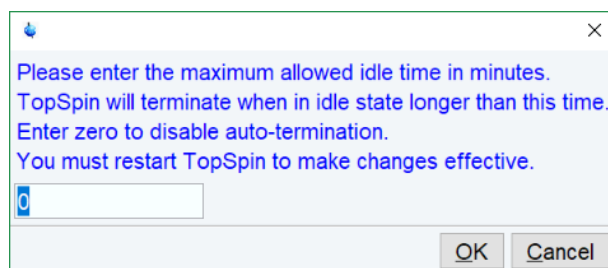 Please enter the maximum allowed idle time in minutes.
TopSpin will terminate when in idle state longer than this time.
Enter zero to disable auto-termination.
You must restart TopSpin to make changes effective.
0
OK Cancel